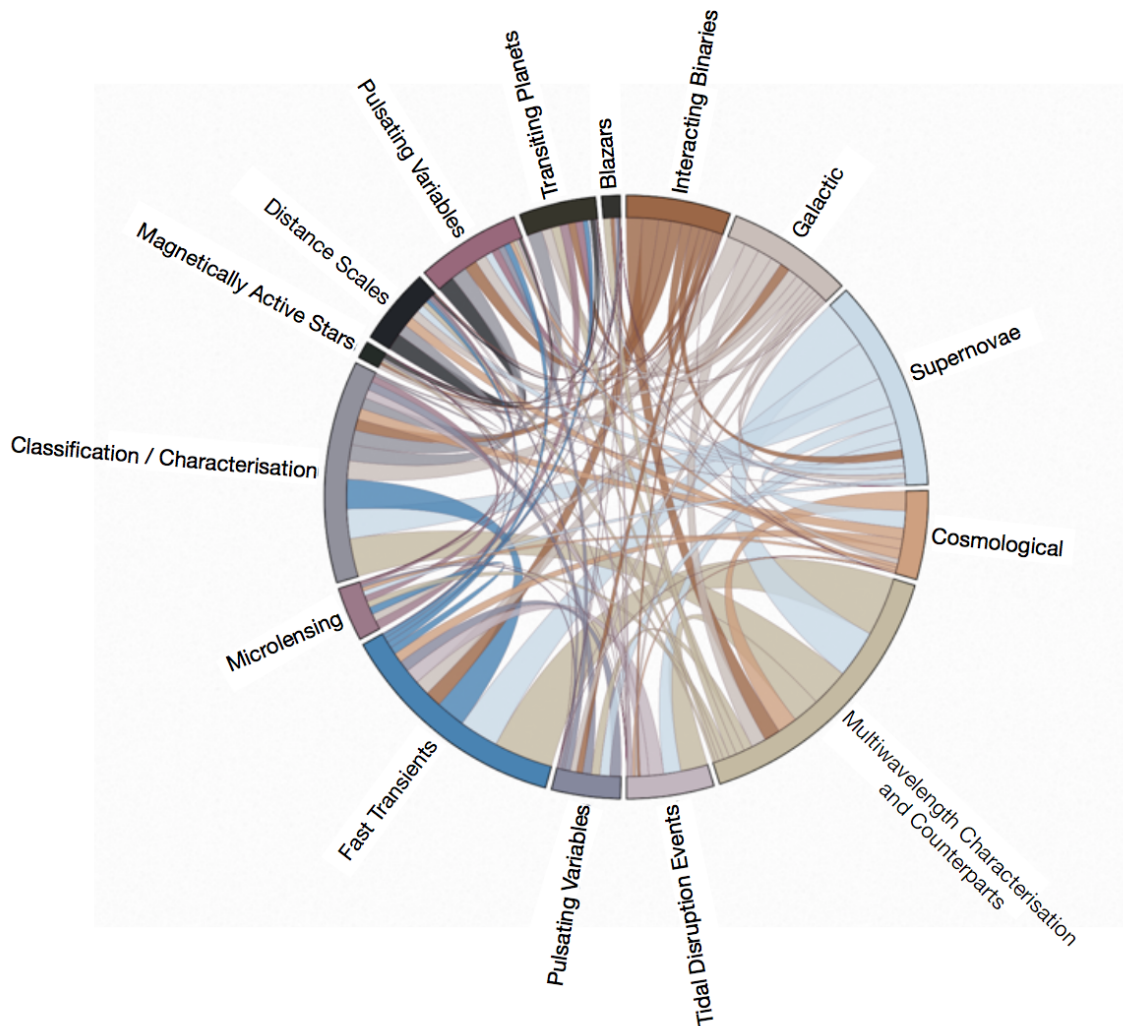 Interacting Binaries
Galactic
Supernovae
Cosmological
Multiwavelength Characterisation
and Counterparts
Tidal Disruption Events
Pulsating Variables
Fast Transients
Microlensing
Classification / Characterisation
Magnetically Active Stars
Distance Scales
Pulsating Variables
Transiting Planets
Blazars